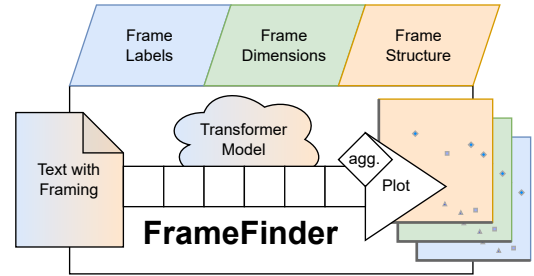 Frame
Labels
Frame
Dimensions
Frame
Structure
Text with
Framing
Transformer
Model
agg.
Plot
FrameFinder